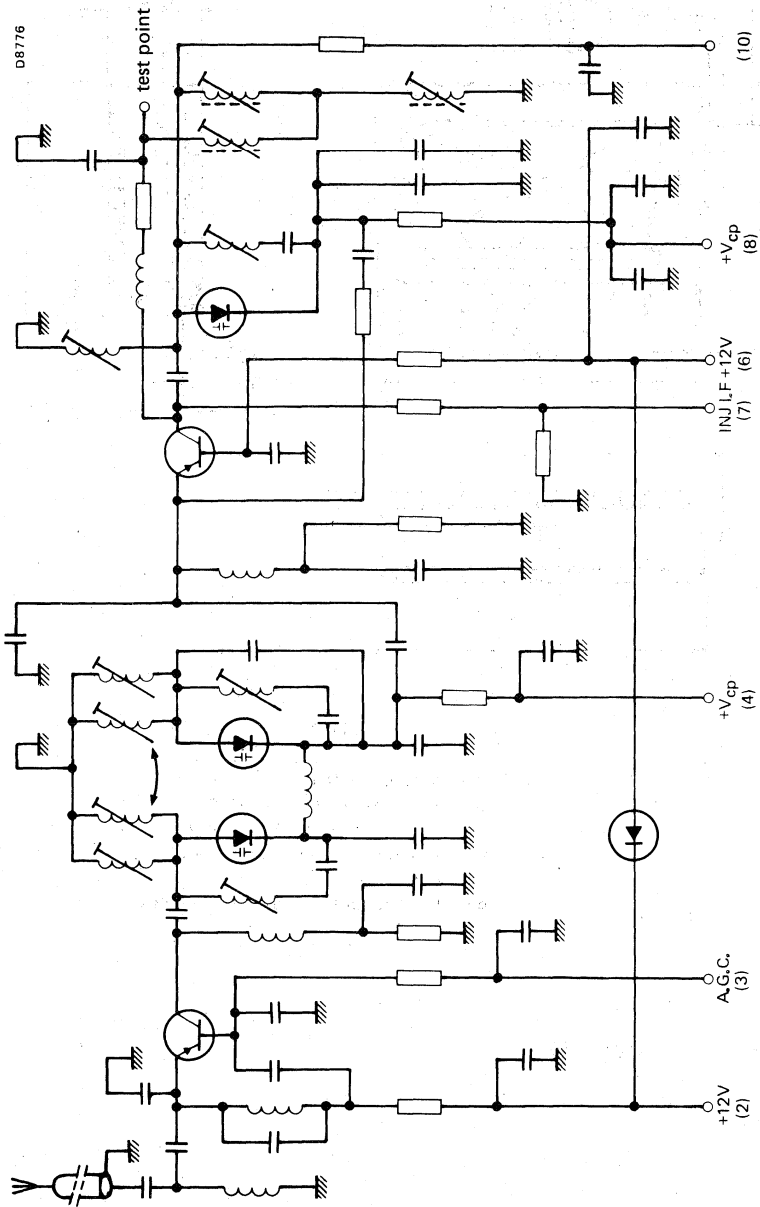 D8776
test point
+12V
(2)
A.G.C.
(3)
+Vcp
(4)
INJ I.F
(7)
+12V
(6)
+Vcp
(8)
(10)